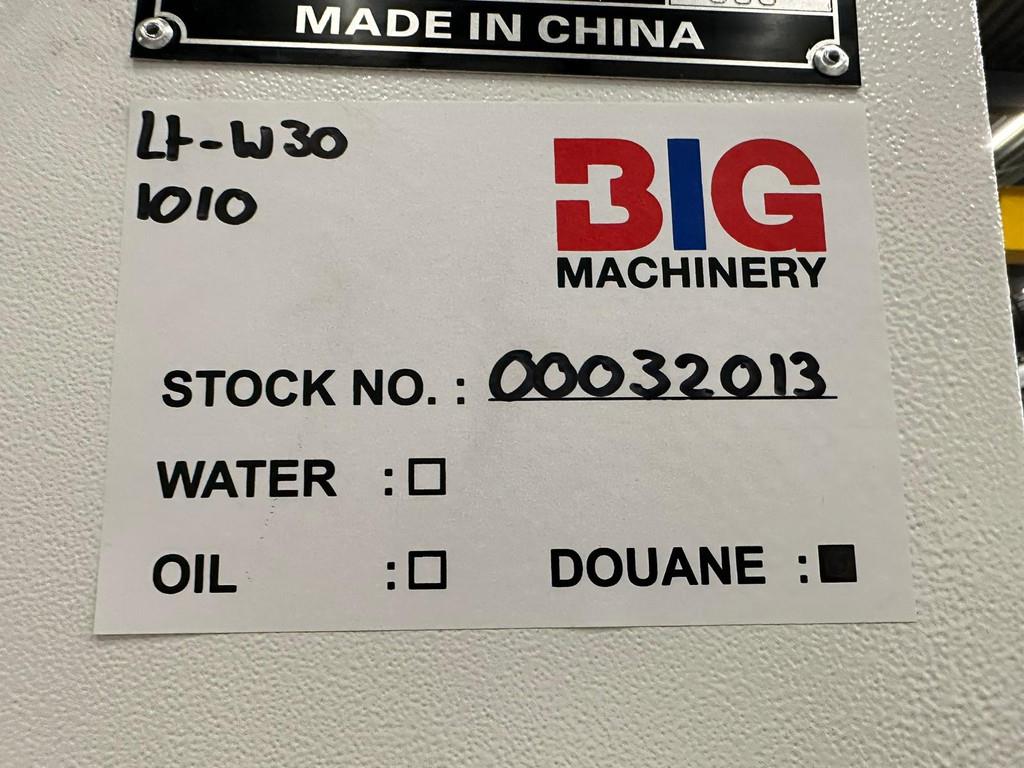 MADE IN CHINA
Lt-W30
1010
BIG
MACHINERY
STOCK NO. : 00032013
WATER : ☐
OIL : ☐ DOUANE : ■